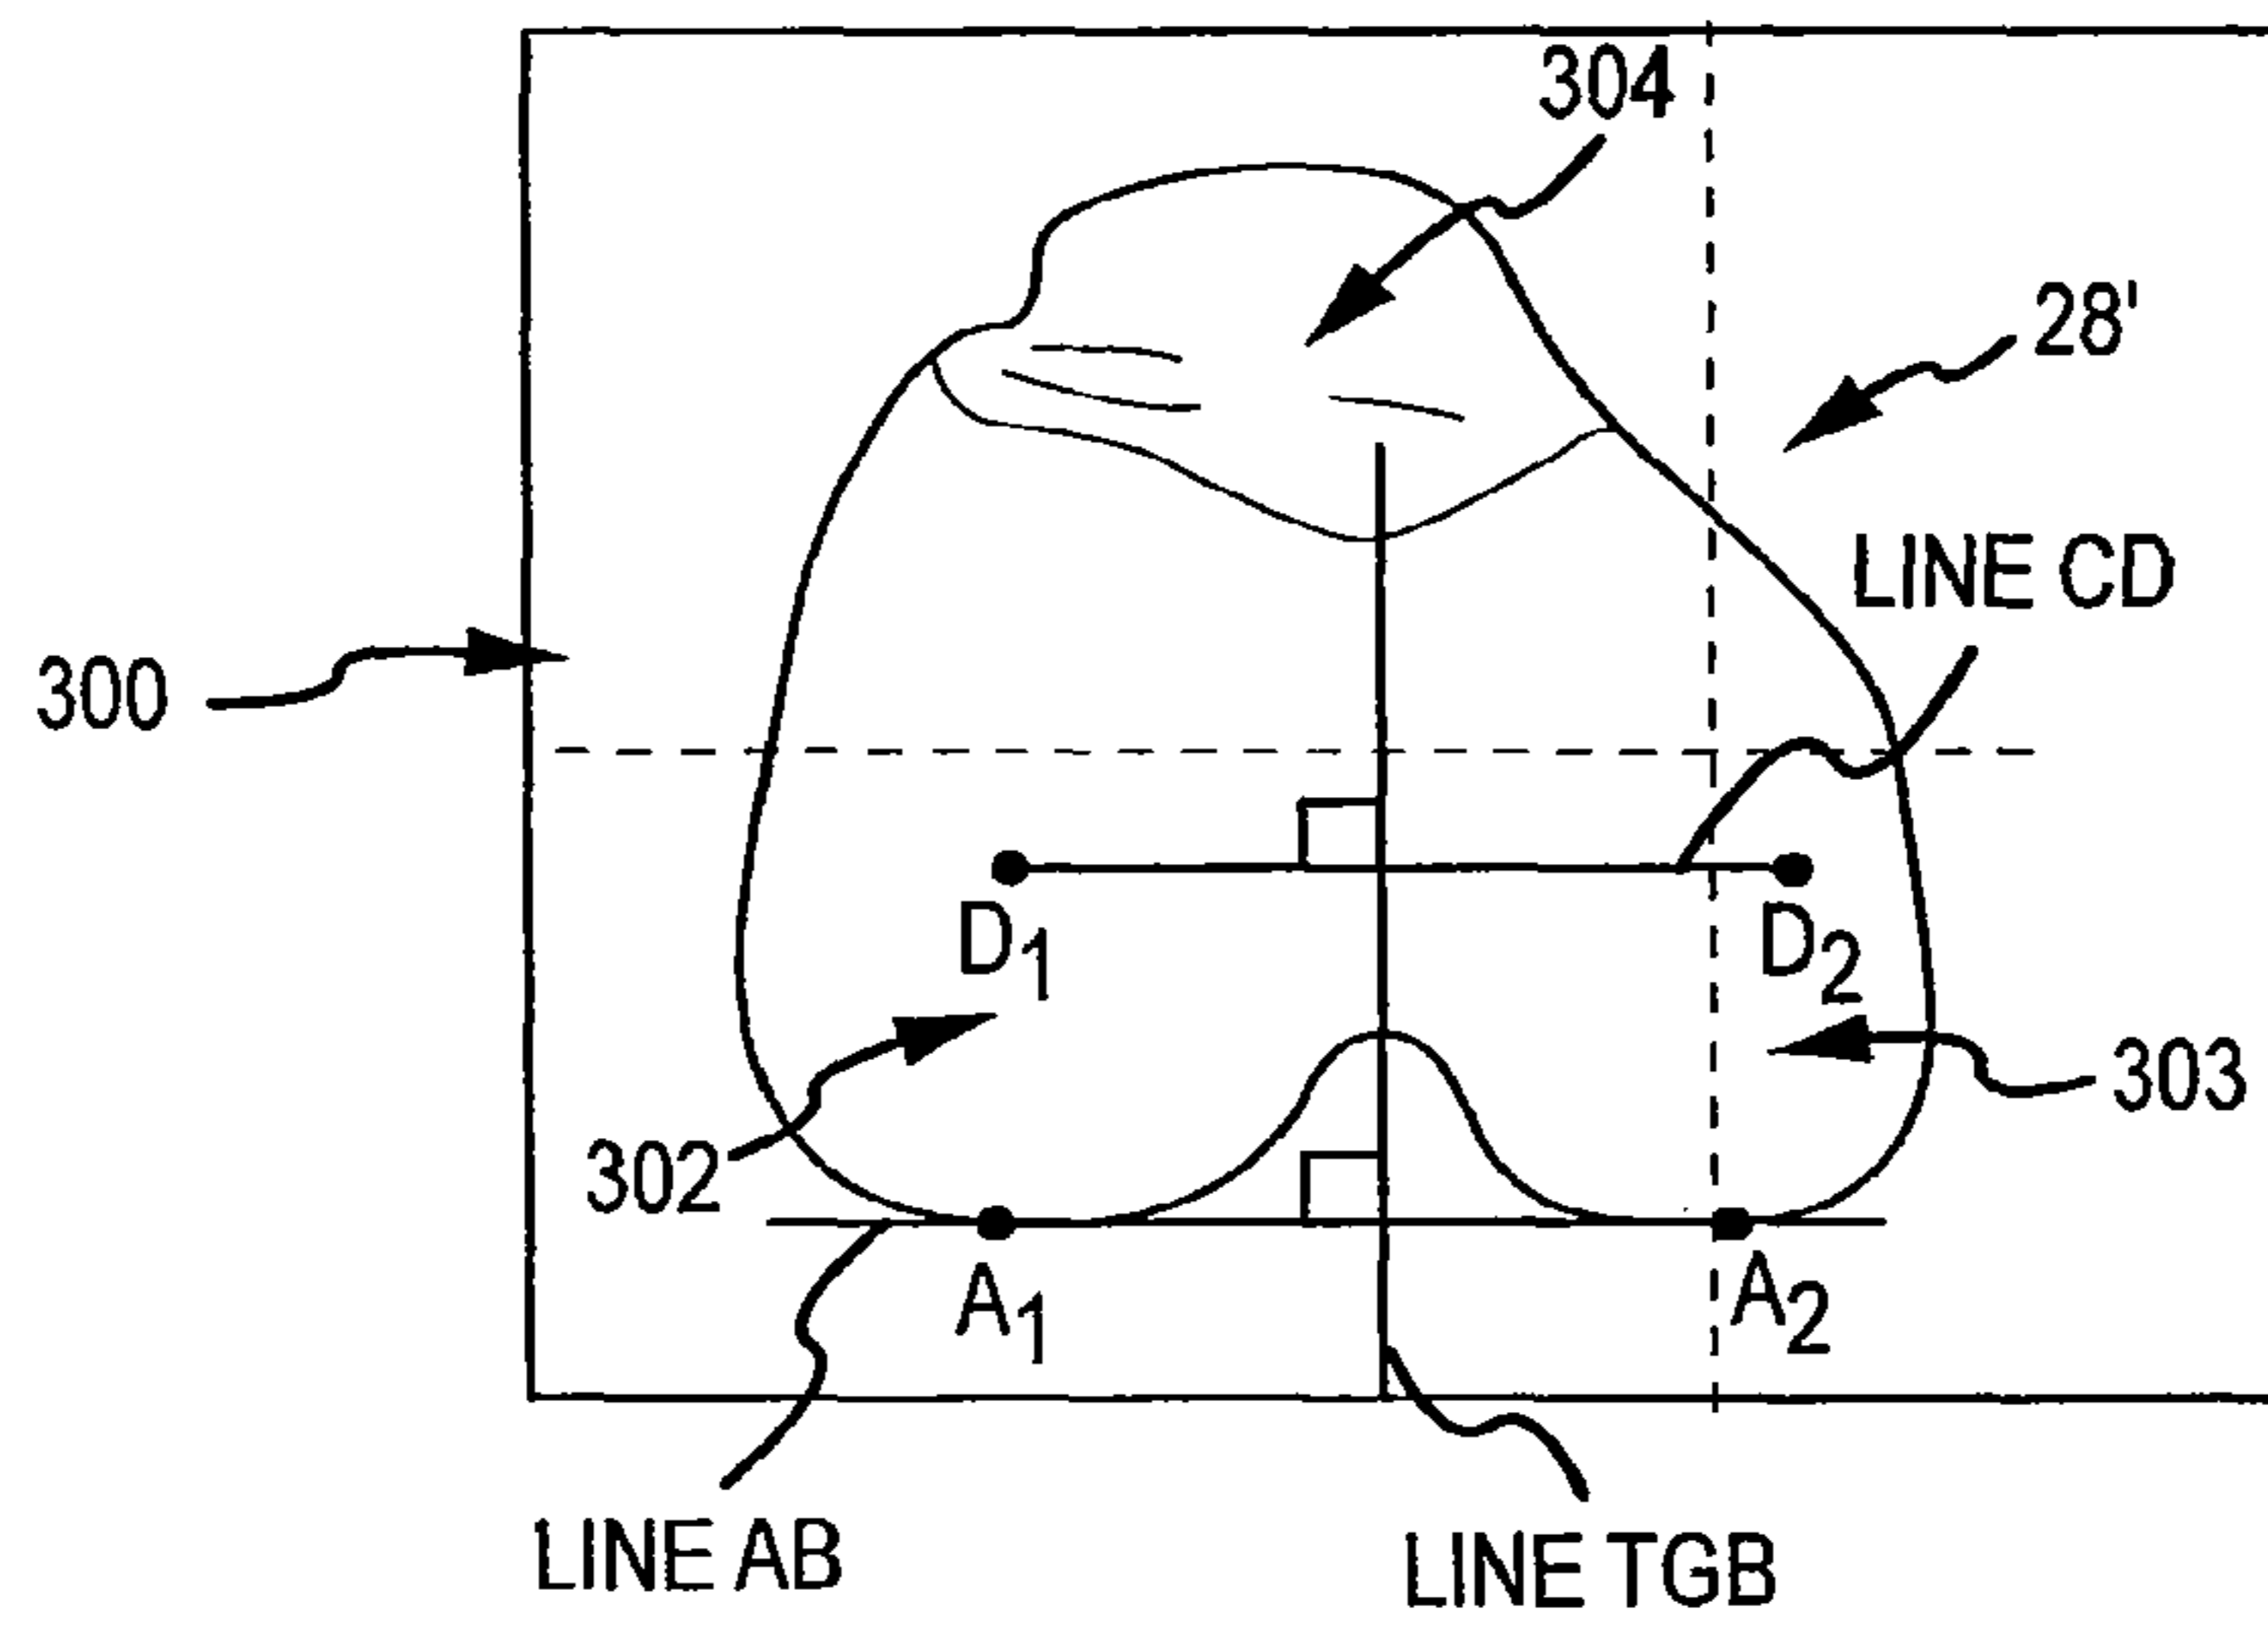 304
28'
LINE CD
300
D1
D2
302
303
A1
A2
LINE AB
LINE TGB